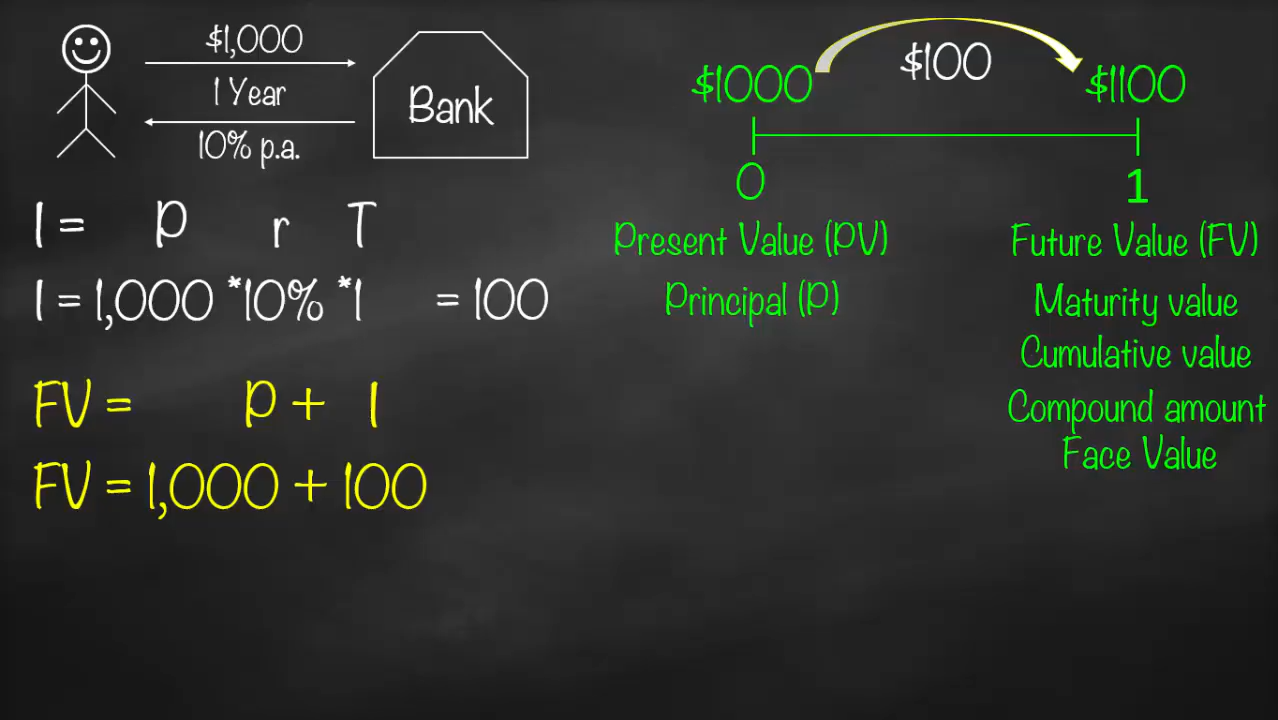 $1,000
1 Year
10% p.a.
Bank
$1000
$100
$1100
0
1
Present Value (PV)
Future Value (FV)
Principal (P)
Maturity value
Cumulative value
Compound amount
Face Value
I = P r T
I = 1,000 *10% *1 = 100
FV = P + I
FV = 1,000 + 100